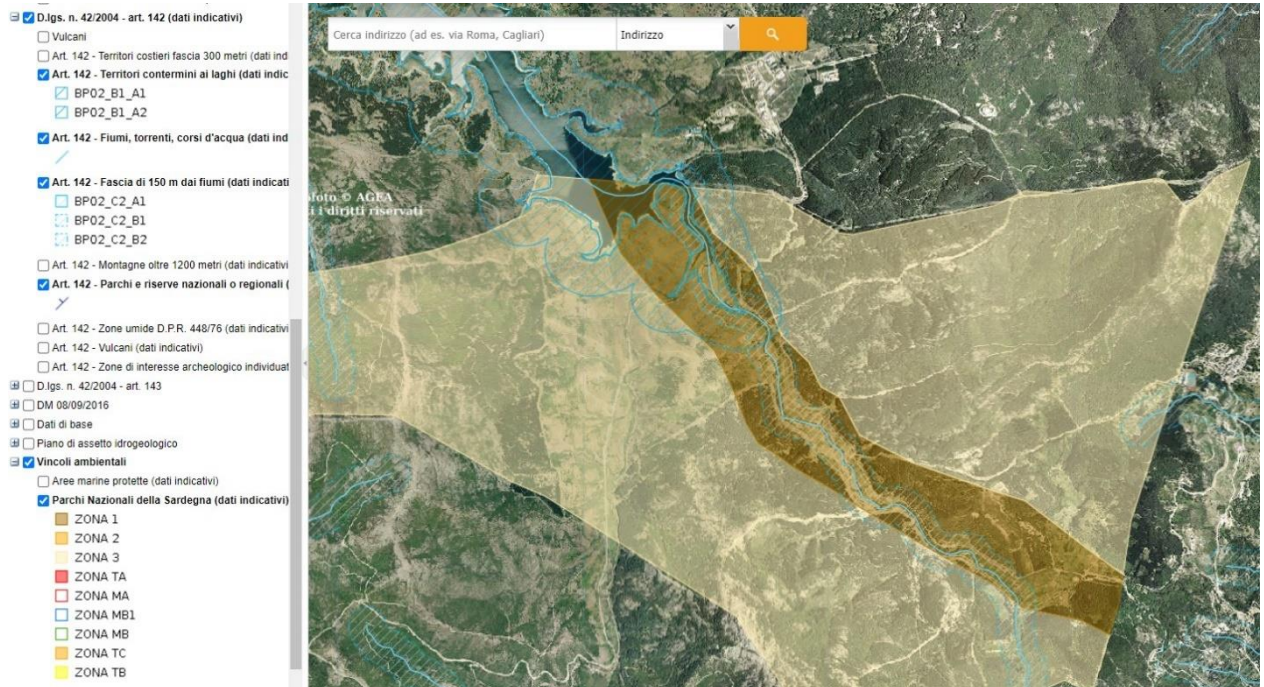 D.lgs. n. 42/2004 - art. 142 (dati indicativi)
Vulcani
Art. 142 - Territori costieri fascia 300 metri (dati ind
Art. 142 - Territori contermini ai laghi (dati indic
BP02_B1_A1
BP02_B1_A2
Art. 142 - Fiumi, torrenti, corsi d'acqua (dati ind
Art. 142 - Fascia di 150 m dai fiumi (dati indicati
BP02_C2_A1
BP02_C2_B1
BP02_C2_B2
Art. 142 - Montagne oltre 1200 metri (dati indicativi
Art. 142 - Parchi e riserve nazionali o regionali (
Art. 142 - Zone umide D.P.R. 448/76 (dati indicativi
Art. 142 - Vulcani (dati indicativi)
Art. 142 - Zone di interesse archeologico individuat
D.lgs. n. 42/2004 - art. 143
DM 08/09/2016
Dati di base
Piano di assetto idrogeologico
Vincoli ambientali
Aree marine protette (dati indicativi)
Parchi Nazionali della Sardegna (dati indicativi)
ZONA 1
ZONA 2
ZONA 3
ZONA TA
ZONA MA
ZONA MB1
ZONA MB
ZONA TC
ZONA TB
Cerca indirizzo (ad es. via Roma, Cagliari)
Indirizzo
ofoto © AGEA
i i diritti riservati